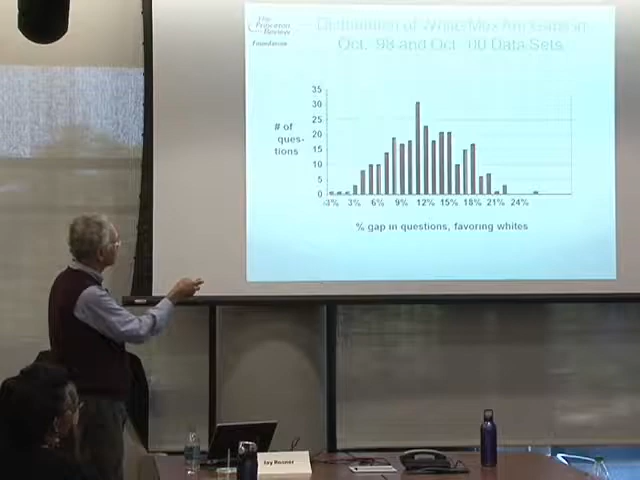 The
Princeton
Review
Foundation
Distribution of White/Mex Am Gaps in
Oct. 98 and Oct. 00 Data Sets
35
30
25
20
15
10
5
0
# of
ques-
tions
-3% 3% 6% 9% 12% 15% 18% 21% 24%
% gap in questions, favoring whites
Jay Rosner